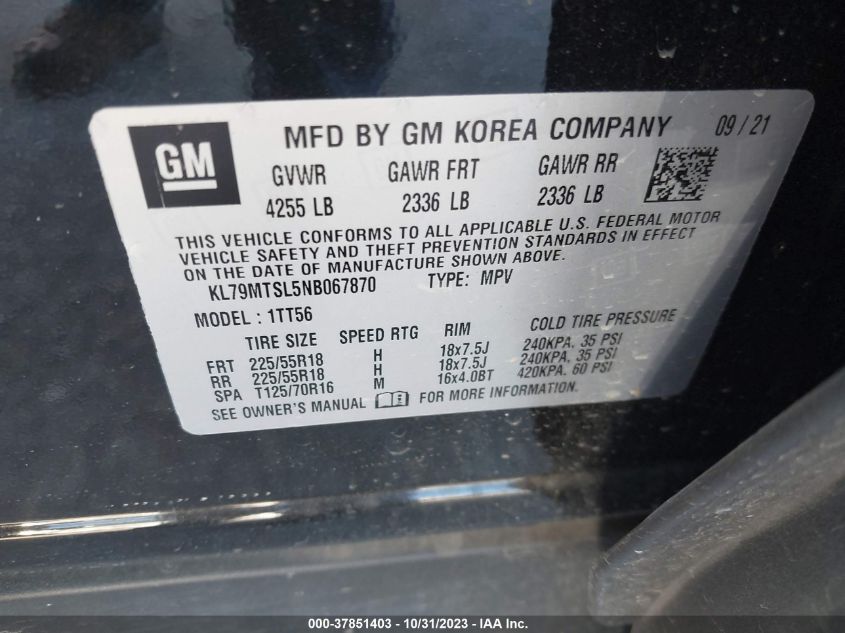 GM
MFD BY GM KOREA COMPANY 09/21
GVWR GAWR FRT GAWR RR
4255 LB 2336 LB 2336 LB
THIS VEHICLE CONFORMS TO ALL APPLICABLE U.S. FEDERAL MOTOR
VEHICLE SAFETY AND THEFT PREVENTION STANDARDS IN EFFECT
ON THE DATE OF MANUFACTURE SHOWN ABOVE.
KL79MTSL5NB067870 TYPE: MPV
MODEL : 1TT56
TIRE SIZE SPEED RTG RIM COLD TIRE PRESSURE
FRT 225/55R18 H 18x7.5J 240KPA. 35 PSI
RR 225/55R18 H 18x7.5J 240KPA. 35 PSI
SPA T125/70R16 M 16x4.0BT 420KPA. 60 PSI
SEE OWNER'S MANUAL FOR MORE INFORMATION.
000-37851403 - 10/31/2023 - IAA Inc.